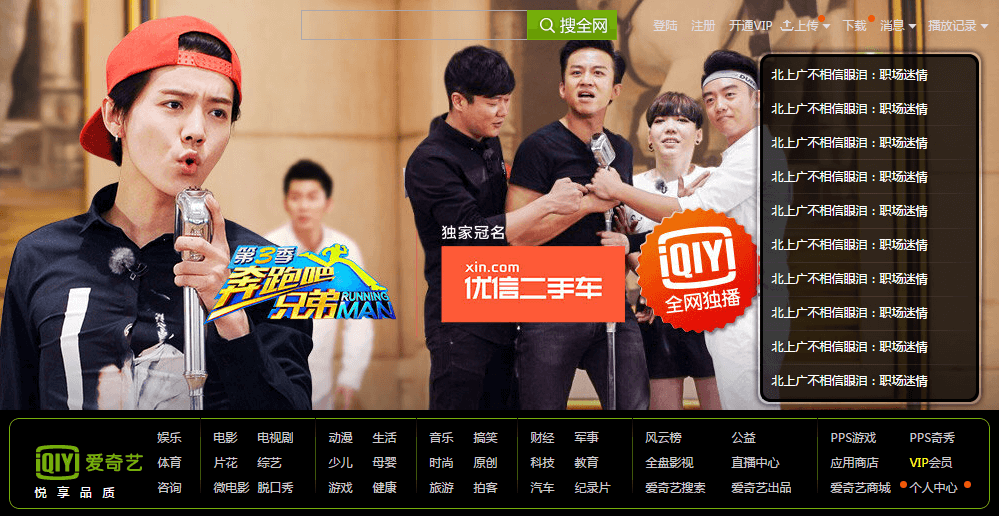 搜全网
登陆 注册 开通VIP 上传 下载 消息 播放记录
北上广不相信眼泪：职场迷情
北上广不相信眼泪：职场迷情
北上广不相信眼泪：职场迷情
北上广不相信眼泪：职场迷情
北上广不相信眼泪：职场迷情
北上广不相信眼泪：职场迷情
北上广不相信眼泪：职场迷情
北上广不相信眼泪：职场迷情
北上广不相信眼泪：职场迷情
北上广不相信眼泪：职场迷情
第3季
奔跑吧
兄弟
RUNNING
MAN
独家冠名
xin.com
优信二手车
iQIYI
全网独播
iQIYI 爱奇艺
悦享品质
娱乐 电影 电视剧 动漫 生活 音乐 搞笑 财经 军事 风云榜 公益 PPS游戏 PPS奇秀
体育 片花 综艺 少儿 母婴 时尚 原创 科技 教育 全盘影视 直播中心 应用商店 VIP会员
咨询 微电影 脱口秀 游戏 健康 旅游 拍客 汽车 纪录片 爱奇艺搜索 爱奇艺出品 爱奇艺商城 个人中心